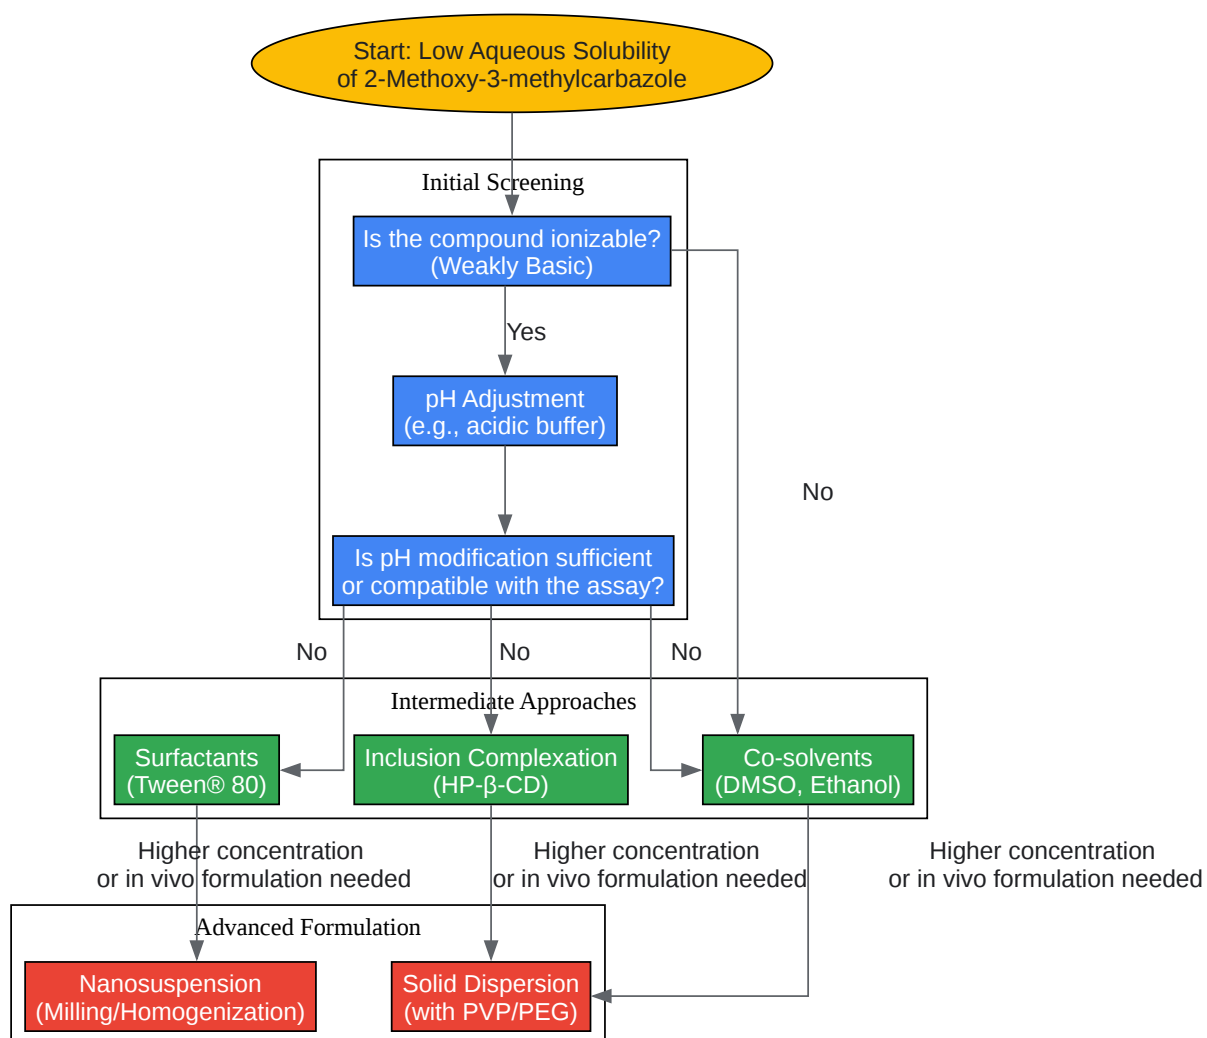 Start: Low Aqueous Solubility
of 2-Methoxy-3-methylcarbazole
Initial Screening
Is the compound ionizable?
(Weakly Basic)
Yes
pH Adjustment
(e.g., acidic buffer)
No
Is pH modification sufficient
or compatible with the assay?
No
No
No
Intermediate Approaches
Surfactants
(Tween® 80)
Inclusion Complexation
(HP-β-CD)
Co-solvents
(DMSO, Ethanol)
Higher concentration
or in vivo formulation needed
Higher concentration
or in vivo formulation needed
Higher concentration
or in vivo formulation needed
Advanced Formulation
Nanosuspension
(Milling/Homogenization)
Solid Dispersion
(with PVP/PEG)